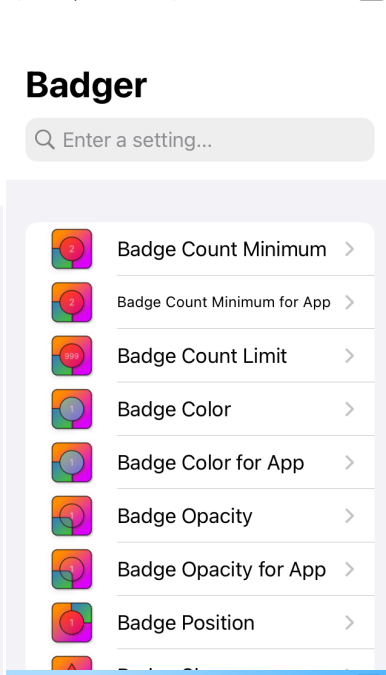 Badger
Enter a setting...
2
Badge Count Minimum
2
Badge Count Minimum for App
999
Badge Count Limit
1
Badge Color
1
Badge Color for App
1
Badge Opacity
1
Badge Opacity for App
1
Badge Position